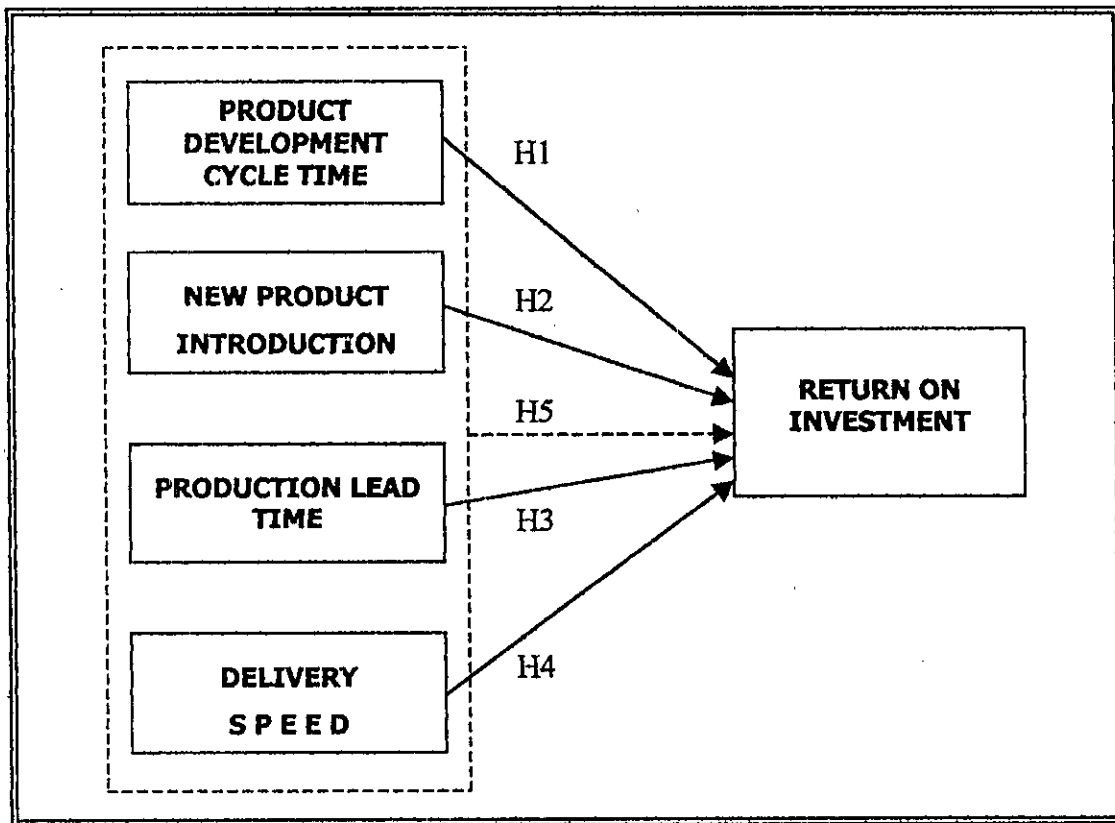 PRODUCT
DEVELOPMENT
CYCLE TIME
H1
NEW PRODUCT
INTRODUCTION
H2
H5
RETURN ON
INVESTMENT
PRODUCTION LEAD
TIME
H3
DELIVERY
S P E E D
H4